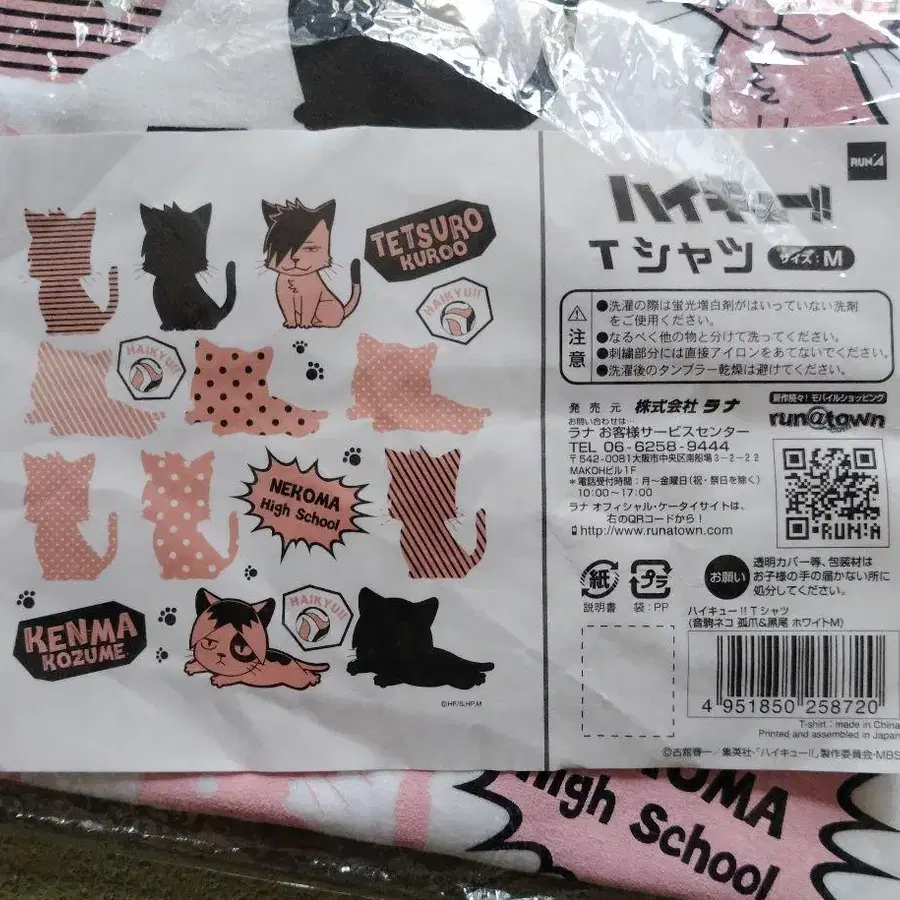 TETSURO
KUROO
HAIKYU!!
HAIKYU!!
NEKOMA
High School
KENMA
KOZUME
HAIKYU!!
©HF/S,HP,M
RUN'A
ハイキュー!!
Tシャツ サイズ:M
注意
●洗濯の際は蛍光増白剤がはいっていない洗剤
をご使用ください。
●なるべく他の物と分けて洗ってください。
●刺繍部分には直接アイロンをあてないでください。
●洗濯後のタンブラー乾燥は避けてください。
発売元 株式会社 ラナ
お問い合わせは…
ラナ お客様サービスセンター
TEL 06-6258-9444
〒542-0081大阪市中央区南船場3-2-22
MAKOHビル1F
*電話受付時間:月~金曜日(祝・祭日を除く)
10:00~17:00
ラナ オフィシャル・ケータイサイトは、
右のQRコードから!
http://www.runatown.com
新作続々!モバイルショッピング
run@town
RUN:A
紙
説明書
プラ
袋:PP
お願い
透明カバー等、包装材は
お子様の手の届かない所に
処分してください。
ハイキュー!!Tシャツ
(音駒ネコ 孤爪&黒尾 ホワイトM)
4 951850 258720
T-shirt : made in China
Printed and assembled in Japan
©古舘春一/集英社・「ハイキュー!!」製作委員会・MBS
OMA
High School